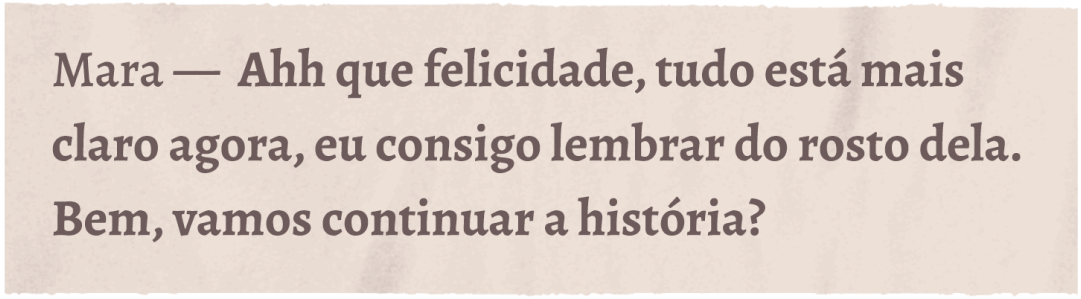 Mara — Ahh que felicidade, tudo está mais
claro agora, eu consigo lembrar do rosto dela.
Bem, vamos continuar a história?